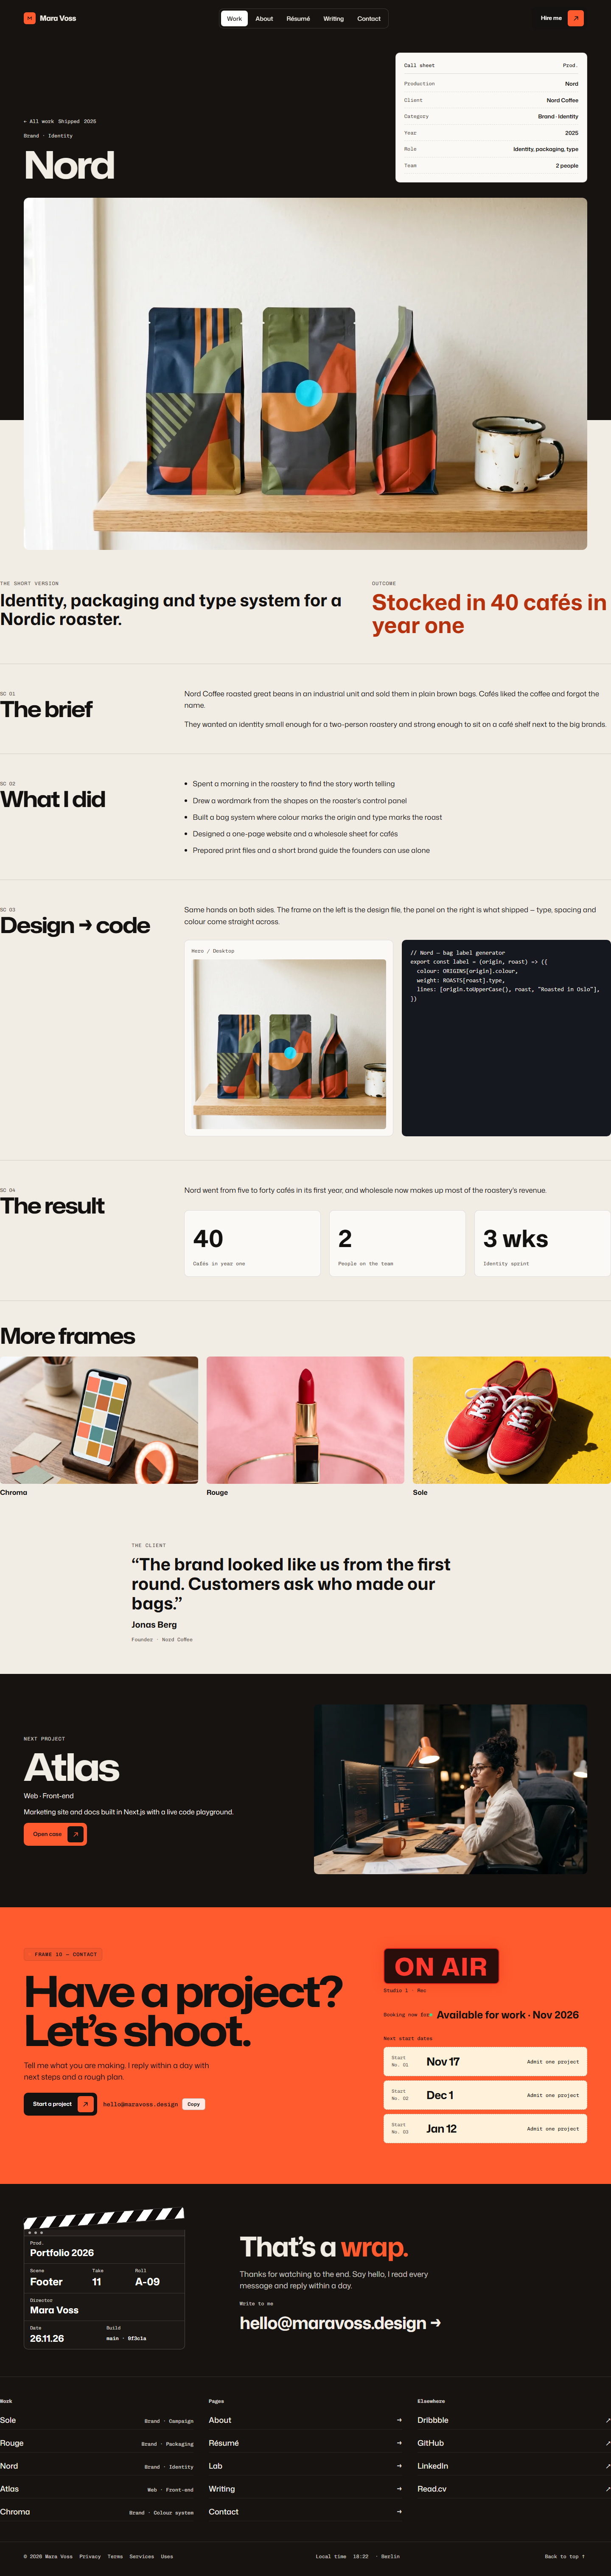 M Mara Voss
Work About Résumé Writing Contact
Hire me
Call sheet Prod.
Production Nord
Client Nord Coffee
Category Brand · Identity
Year 2025
Role Identity, packaging, type
Team 2 people
← All work Shipped 2025
Brand · Identity
Nord
THE SHORT VERSION
Identity, packaging and type system for a
Nordic roaster.
OUTCOME
Stocked in 40 cafés in
year one
SC 01
The brief
Nord Coffee roasted great beans in an industrial unit and sold them in plain brown bags. Cafés liked the coffee and forgot the
name.
They wanted an identity small enough for a two-person roastery and strong enough to sit on a café shelf next to the big brands.
SC 02
What I did
• Spent a morning in the roastery to find the story worth telling
• Drew a wordmark from the shapes on the roaster's control panel
• Built a bag system where colour marks the origin and type marks the roast
• Designed a one-page website and a wholesale sheet for cafés
• Prepared print files and a short brand guide the founders can use alone
SC 03
Design → code
Same hands on both sides. The frame on the left is the design file, the panel on the right is what shipped — type, spacing and
colour come straight across.
Hero / Desktop
// Nord — bag label generator
export const label = (origin, roast) => ({
colour: ORIGINS[origin].colour,
weight: ROASTS[roast].type,
lines: [origin.toUpperCase(), roast, "Roasted in Oslo"],
})
SC 04
The result
Nord went from five to forty cafés in its first year, and wholesale now makes up most of the roastery's revenue.
40
Cafés in year one
2
People on the team
3 wks
Identity sprint
More frames
Chroma
Rouge
Sole
THE CLIENT
“The brand looked like us from the first
round. Customers ask who made our
bags.”
Jonas Berg
Founder · Nord Coffee
NEXT PROJECT
Atlas
Web · Front-end
Marketing site and docs built in Next.js with a live code playground.
Open case
FRAME 10 — CONTACT
Have a project?
Let's shoot.
Tell me what you are making. I reply within a day with
next steps and a rough plan.
Start a project
hello@maravoss.design Copy
ON AIR
Studio 1 · Rec
Booking now for Available for work · Nov 2026
Next start dates
Start
No. 01
Nov 17
Admit one project
Start
No. 02
Dec 1
Admit one project
Start
No. 03
Jan 12
Admit one project
Prod.
Portfolio 2026
Scene Take Roll
Footer 11 A-09
Director
Mara Voss
Date Build
26.11.26 main · 0f3c1a
That's a wrap.
Thanks for watching to the end. Say hello, I read every
message and reply within a day.
Write to me
hello@maravoss.design →
Work
Sole Brand · Campaign
Rouge Brand · Packaging
Nord Brand · Identity
Atlas Web · Front-end
Chroma Brand · Colour system
Pages
About →
Résumé →
Lab →
Writing →
Contact →
Elsewhere
Dribbble ↗
GitHub ↗
LinkedIn ↗
Read.cv ↗
© 2026 Mara Voss Privacy Terms Services Uses
Local time 18:22 · Berlin
Back to top ↑